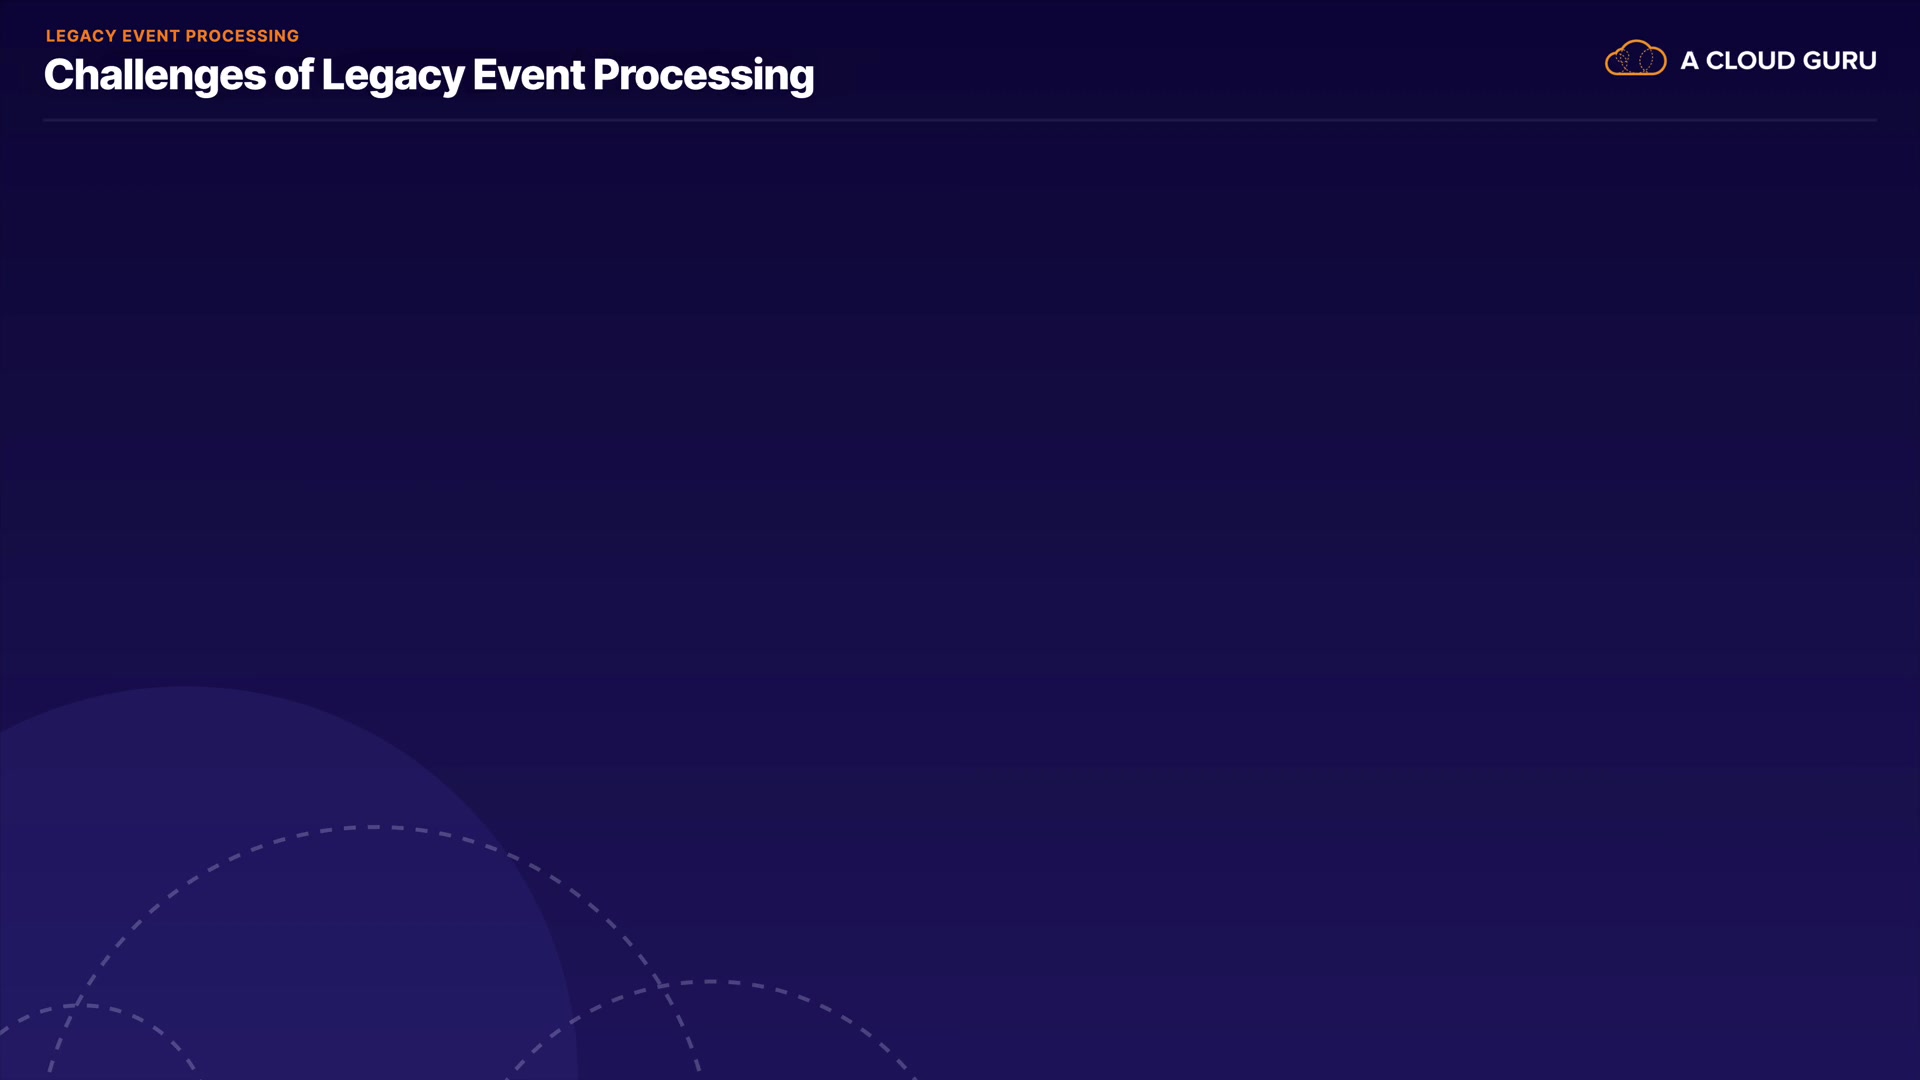 LEGACY EVENT PROCESSING
Challenges of Legacy Event Processing
A CLOUD GURU